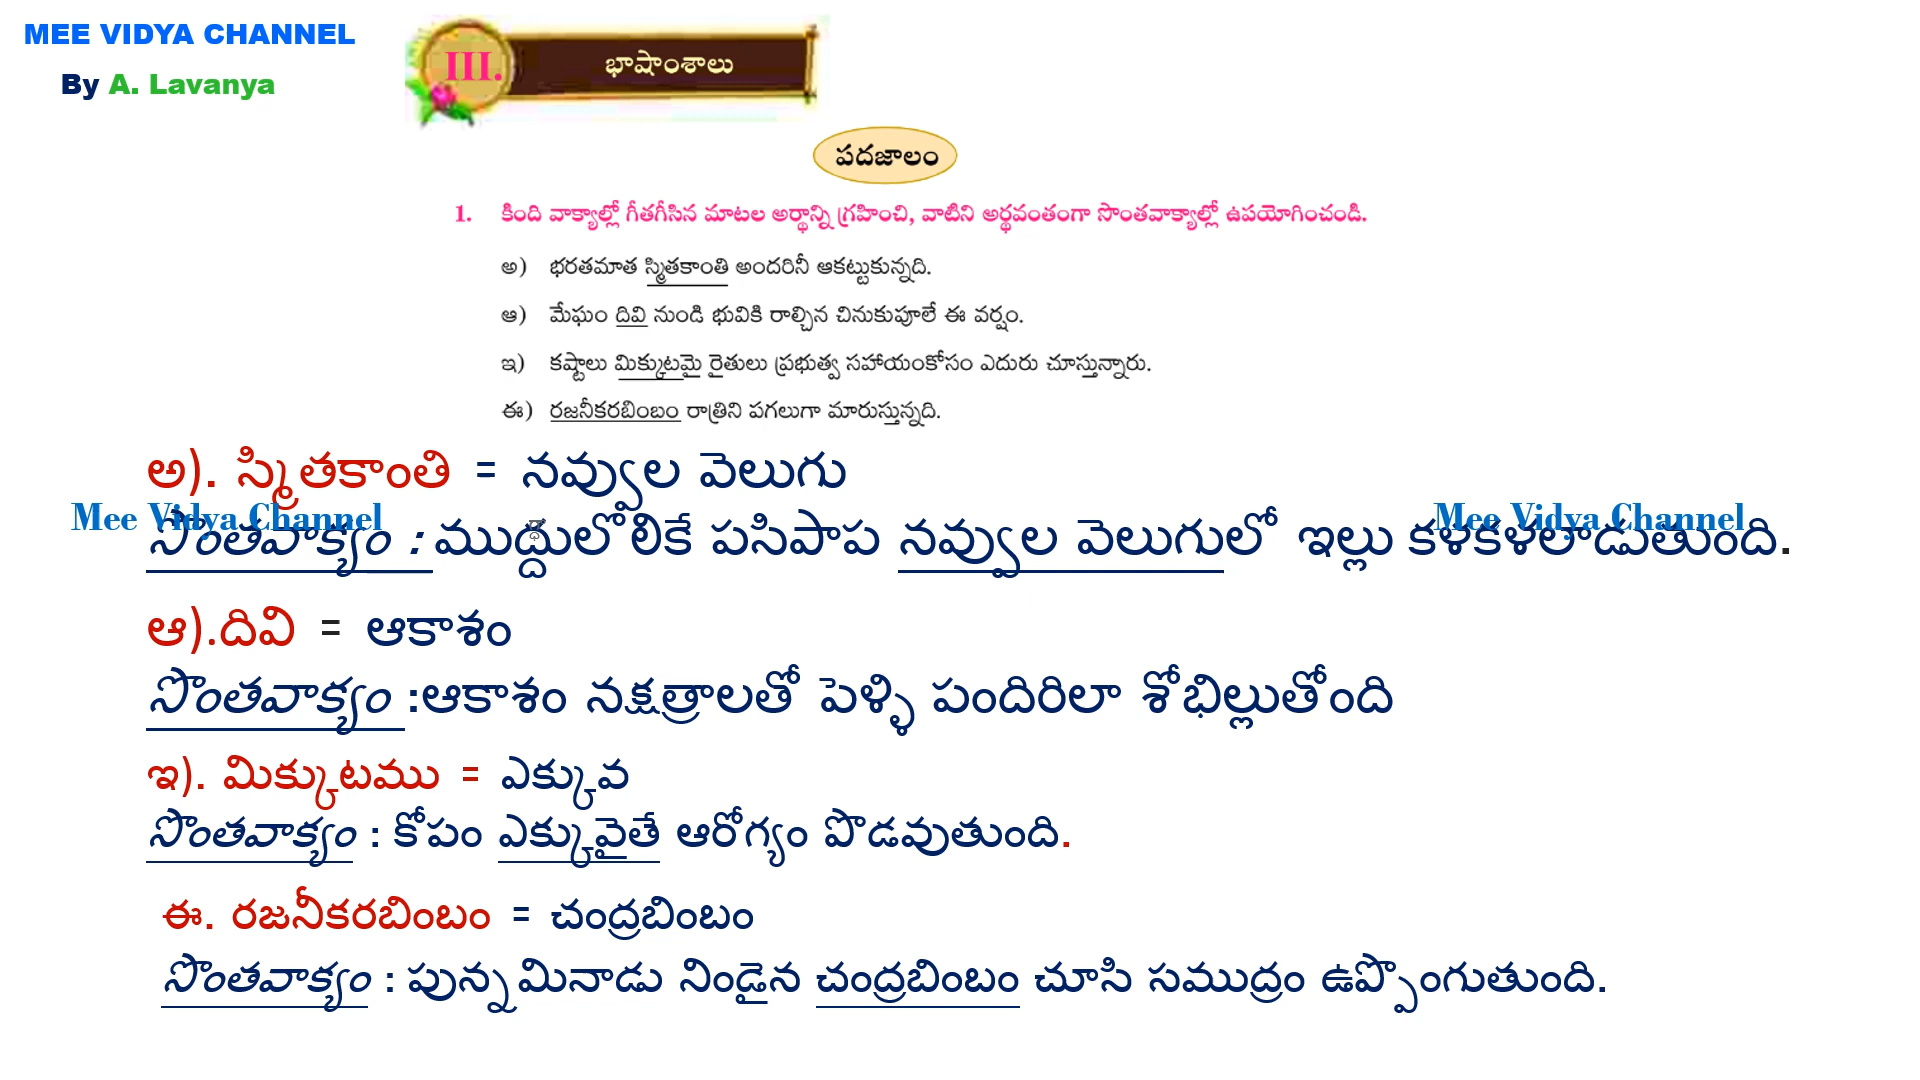 MEE VIDYA CHANNEL
By A. Lavanya
III. భాషాంశాలు
పదజాలం
1. కింది వాక్యాల్లో గీతగీసిన మాటల అర్థాన్ని గ్రహించి, వాటిని అర్థవంతంగా సొంతవాక్యాల్లో ఉపయోగించండి.
అ) భరతమాత స్మితకాంతి అందరినీ ఆకట్టుకున్నది.
ఆ) మేఘం దివి నుండి భువికి రాల్చిన చినుకుపూలే ఈ వర్షం.
ఇ) కష్టాలు మిక్కుటమై రైతులు ప్రభుత్వ సహాయంకోసం ఎదురు చూస్తున్నారు.
ఈ) రజనీకరబింబం రాత్రిని పగలుగా మారుస్తున్నది.
అ). స్మితకాంతి = నవ్వుల వెలుగు
Mee Vidya Channel Mee Vidya Channel
సొంతవాక్యం : ముద్దులొలికే పసిపాప నవ్వుల వెలుగులో ఇల్లు కళకళలాడుతుంది.
ఆ).దివి = ఆకాశం
సొంతవాక్యం :ఆకాశం నక్షత్రాలతో పెళ్ళి పందిరిలా శోభిల్లుతోంది
ఇ). మిక్కుటము = ఎక్కువ
సొంతవాక్యం : కోపం ఎక్కువైతే ఆరోగ్యం పాడవుతుంది.
ఈ. రజనీకరబింబం = చంద్రబింబం
సొంతవాక్యం : పున్నమినాడు నిండైన చంద్రబింబం చూసి సముద్రం ఉప్పొంగుతుంది.